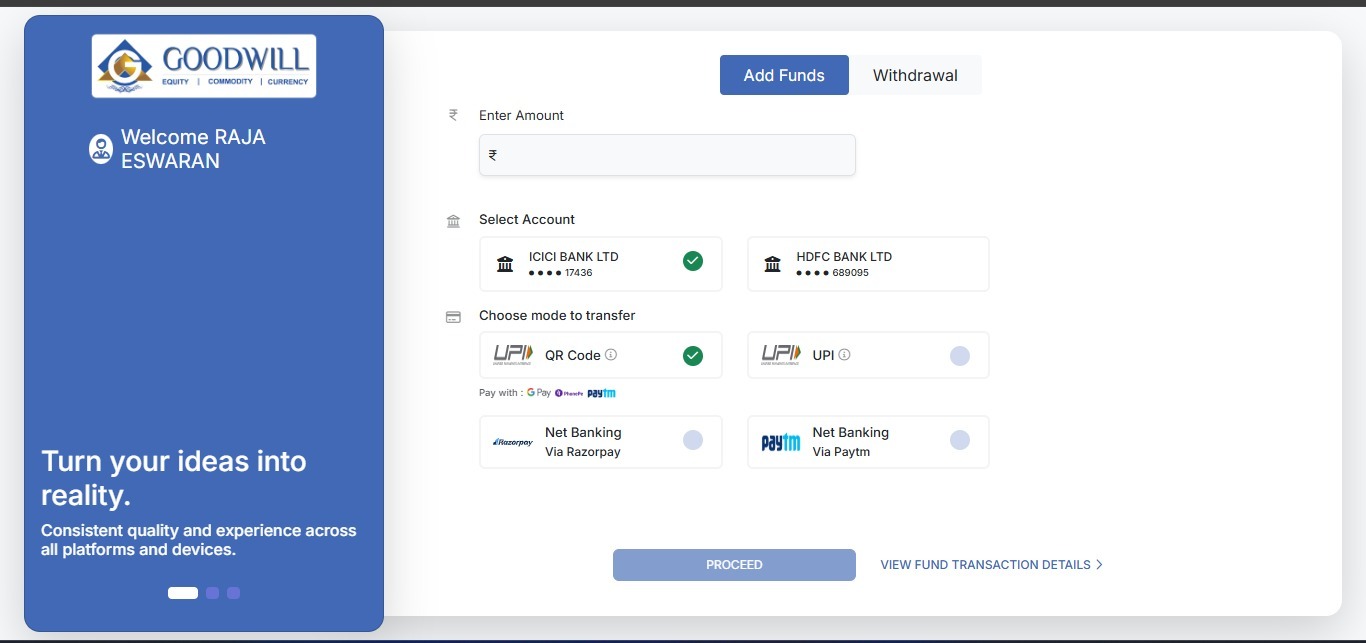 GOODWILL
EQUITY | COMMODITY | CURRENCY
Welcome RAJA
ESWARAN
Turn your ideas into
reality.
Consistent quality and experience across
all platforms and devices.
Add Funds
Withdrawal
₹ Enter Amount
₹
Select Account
ICICI BANK LTD
●●●● 17436
HDFC BANK LTD
●●●● 689095
Choose mode to transfer
UPI QR Code
UPI UPI
Pay with : G Pay PhonePe paytm
Razorpay
Net Banking
Via Razorpay
paytm
Net Banking
Via Paytm
PROCEED
VIEW FUND TRANSACTION DETAILS >